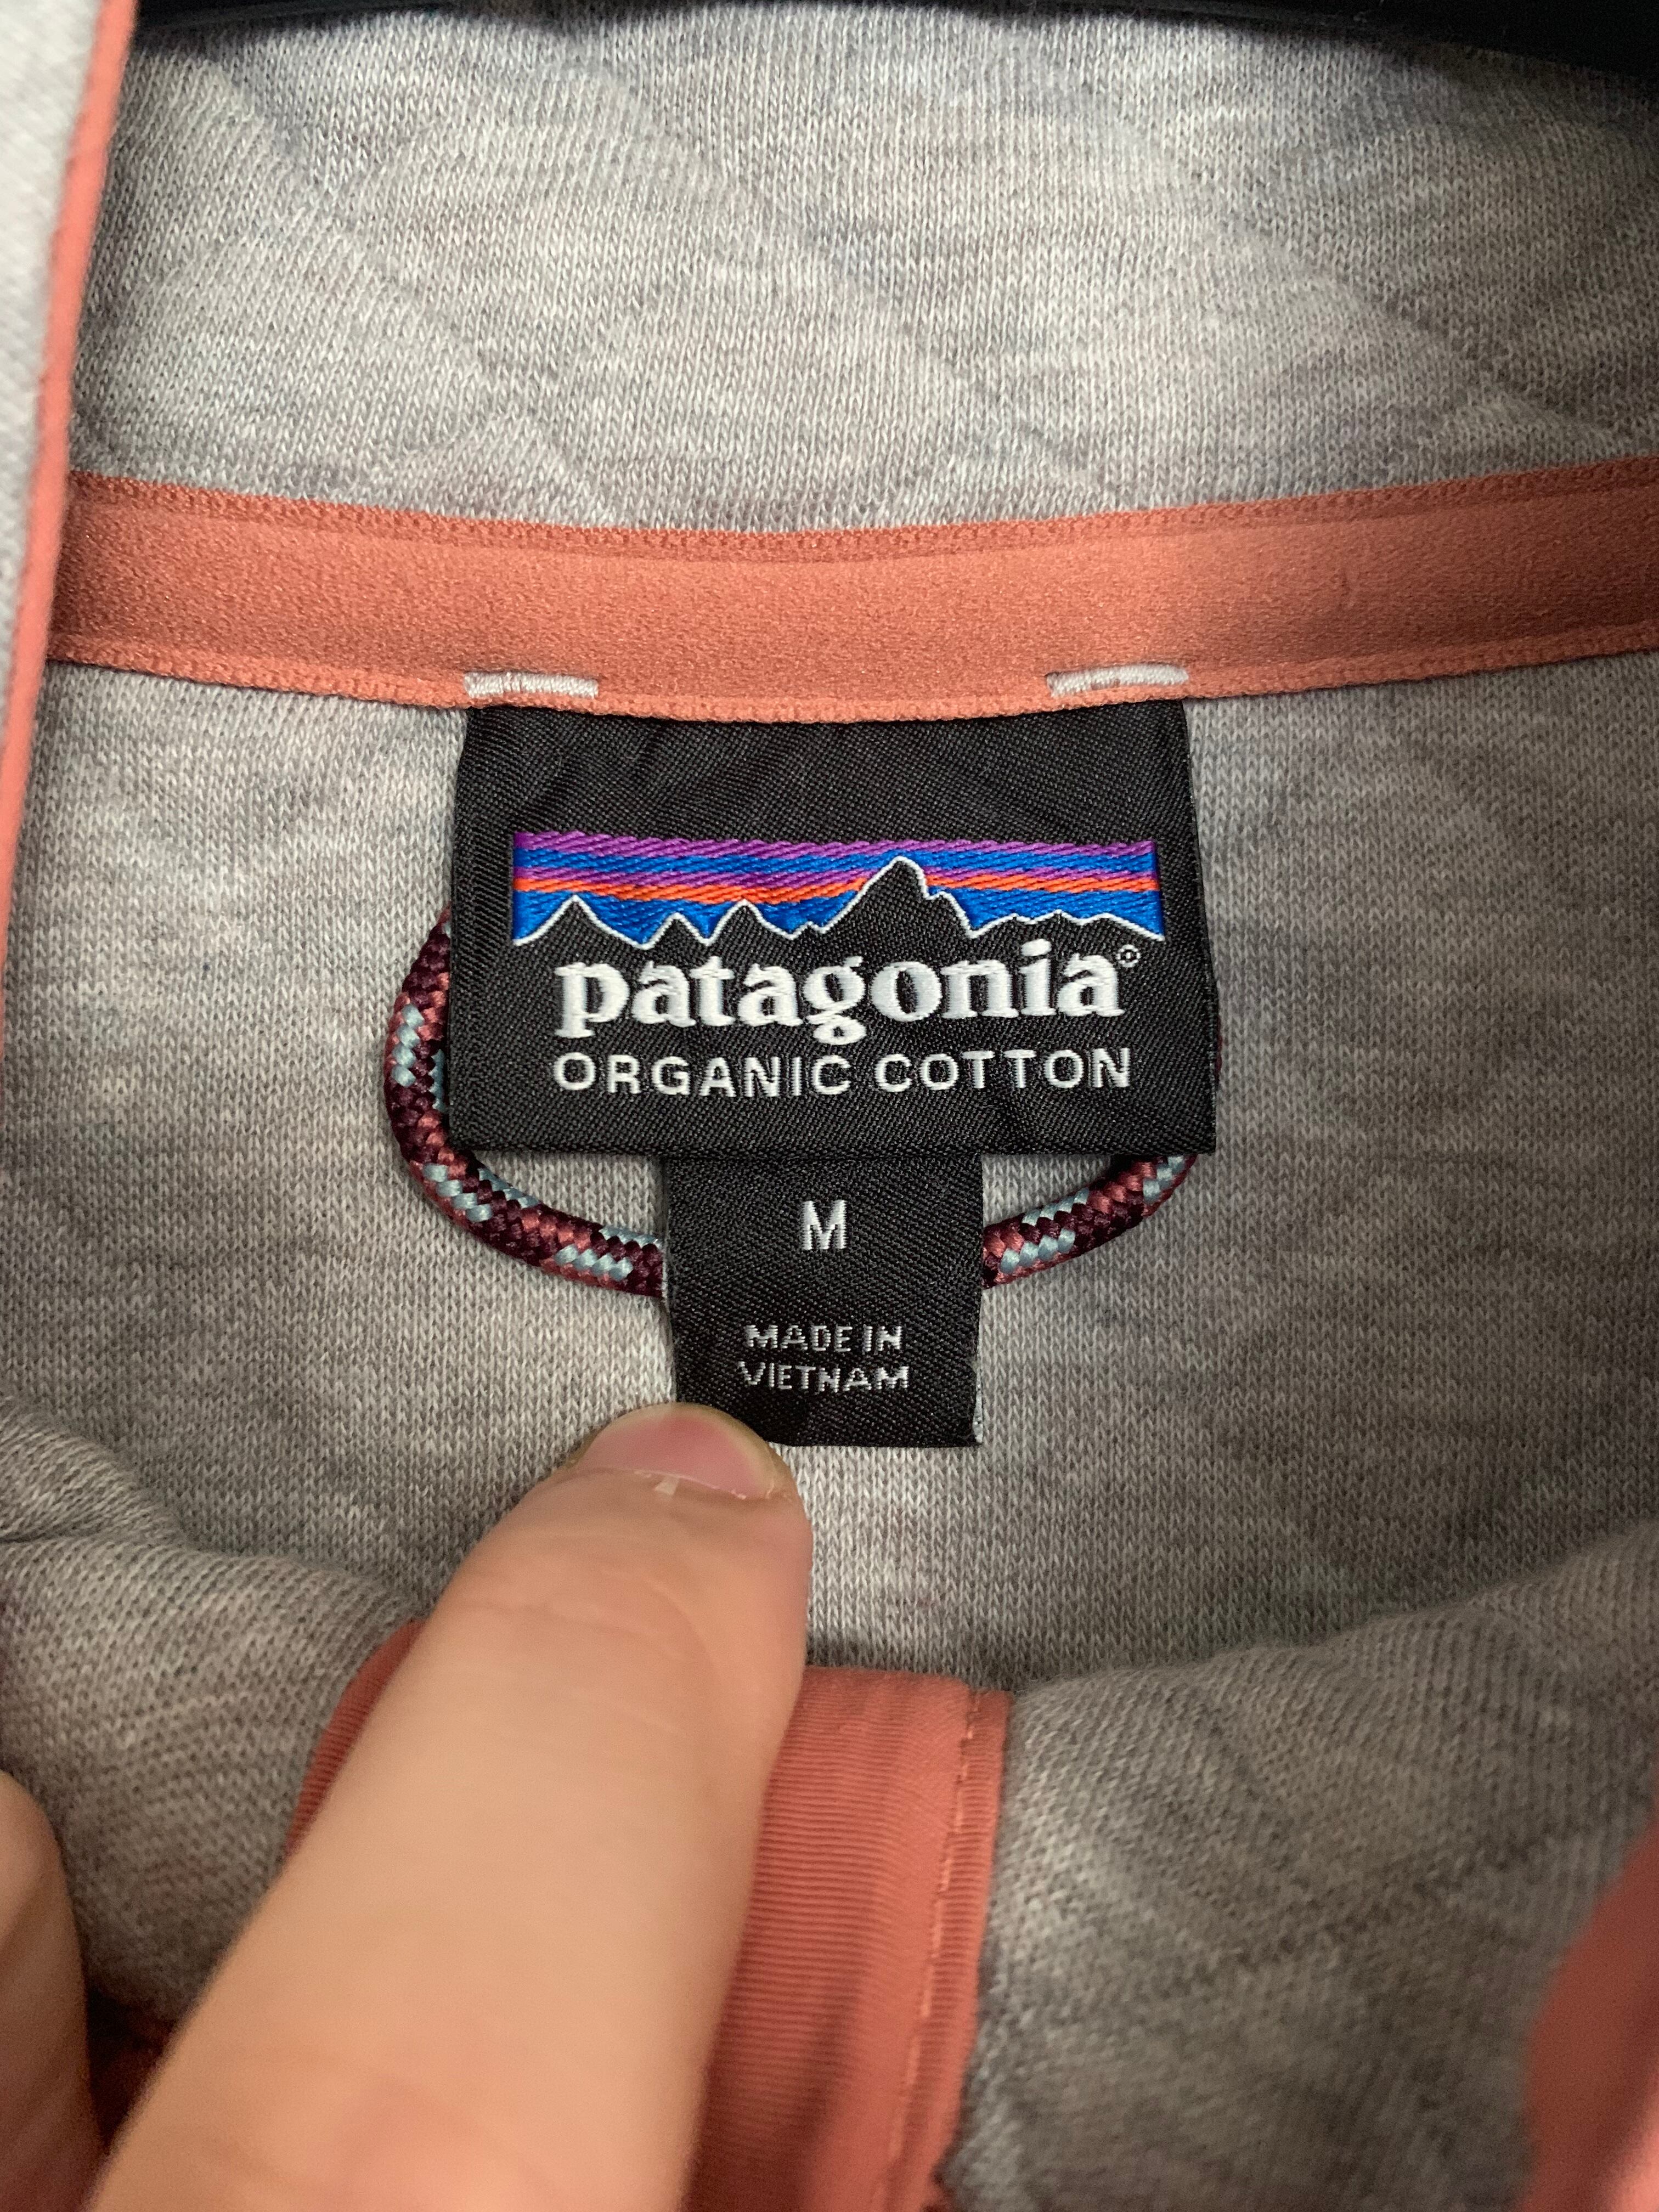 patagonia®
ORGANIC COTTON
M
MADE IN
VIETNAM